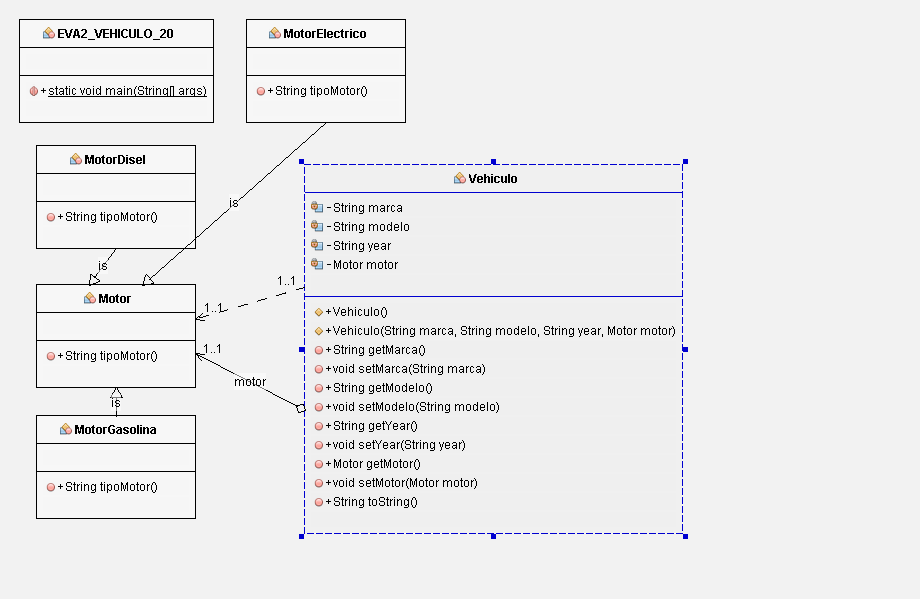 EVA2_VEHICULO_20
+static void main(String[] args)
MotorElectrico
+String tipoMotor()
MotorDisel
+String tipoMotor()
is
is
Motor
+String tipoMotor()
1..1
1..1
1..1
motor
is
MotorGasolina
+String tipoMotor()
Vehiculo
-String marca
-String modelo
-String year
-Motor motor
+Vehiculo()
+Vehiculo(String marca, String modelo, String year, Motor motor)
+String getMarca()
+void setMarca(String marca)
+String getModelo()
+void setModelo(String modelo)
+String getYear()
+void setYear(String year)
+Motor getMotor()
+void setMotor(Motor motor)
+String toString()